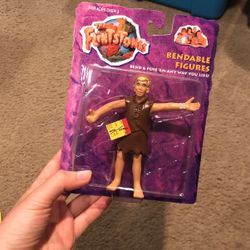 THE
FLINTSTONES
BENDABLE
FIGURES
BEND & POSE 'EM ANY WAY YOU LIKE!